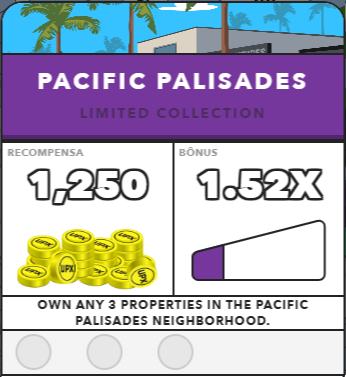 PACIFIC PALISADES
LIMITED COLLECTION
RECOMPENSA
1,250
BÔNUS
1.52X
UPX
OWN ANY 3 PROPERTIES IN THE PACIFIC
PALISADES NEIGHBORHOOD.